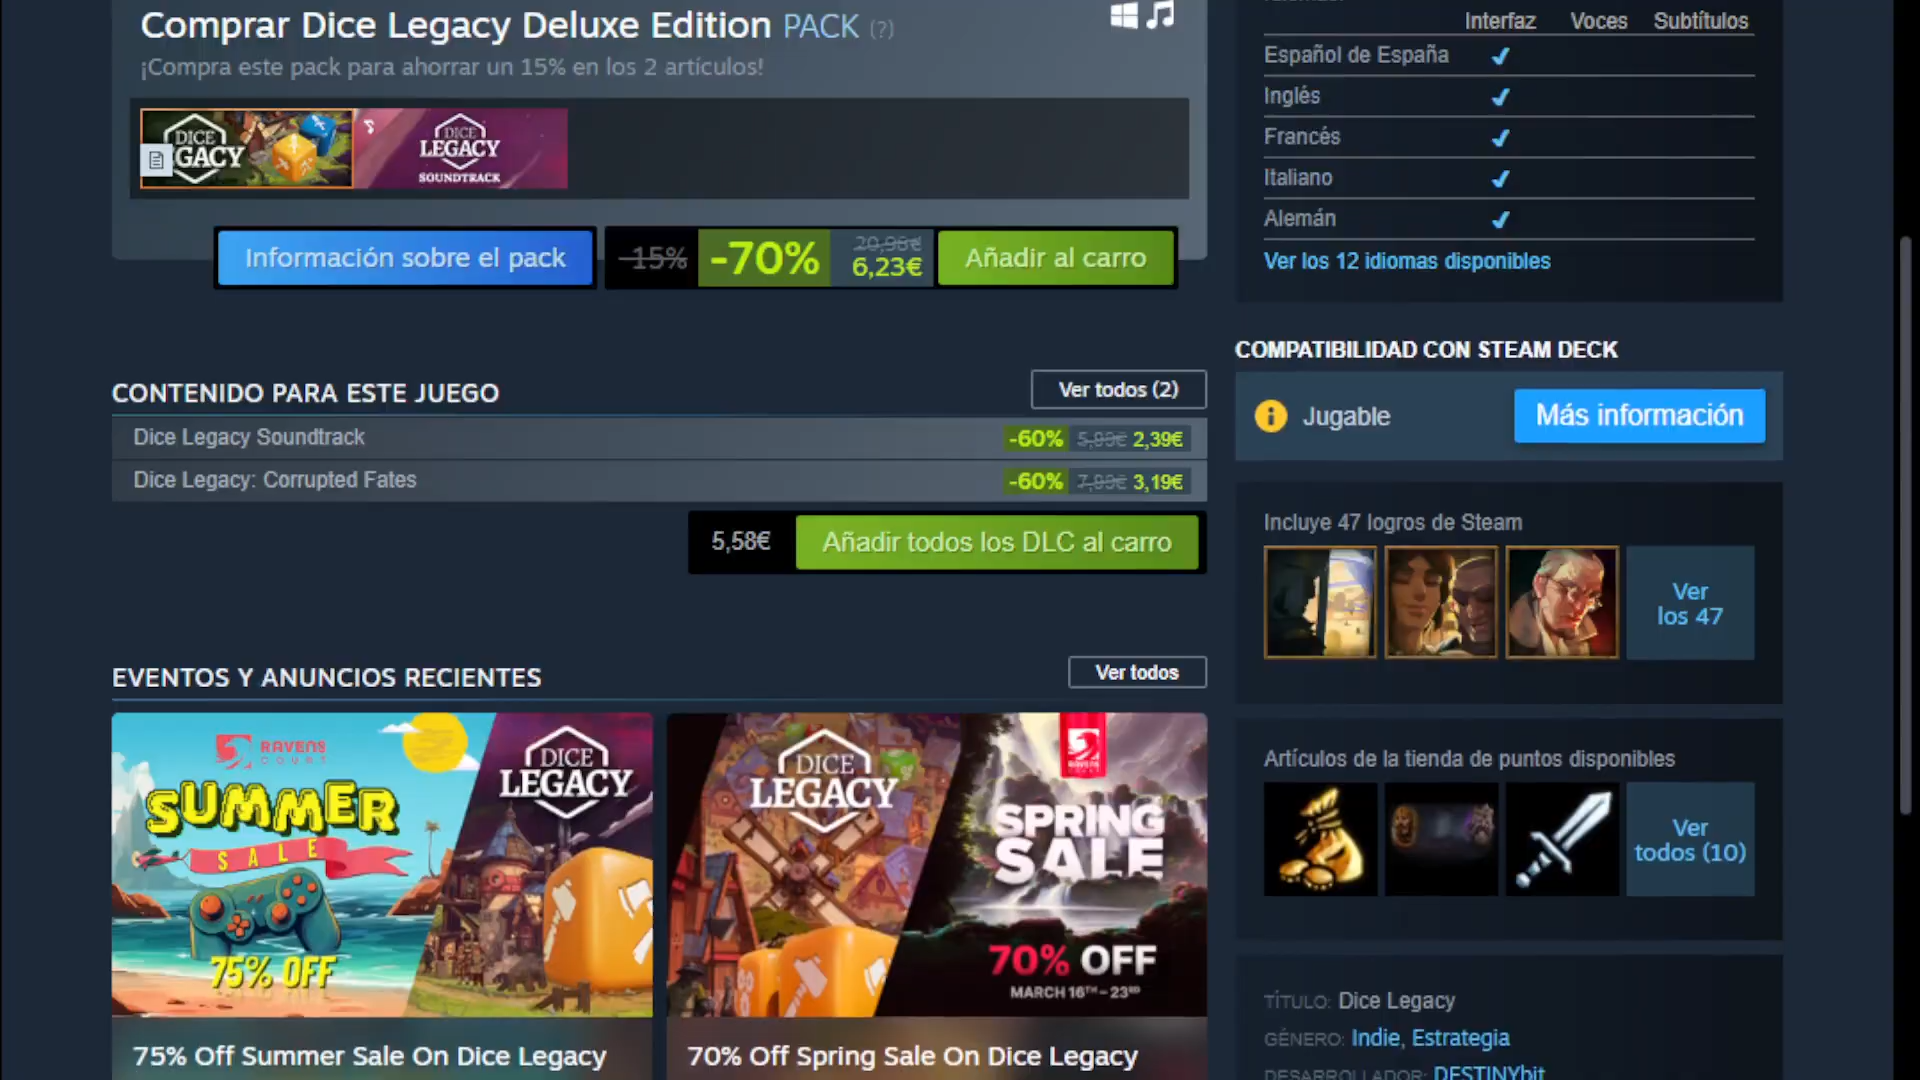 Comprar Dice Legacy Deluxe Edition PACK (?)
¡Compra este pack para ahorrar un 15% en los 2 artículos!
DICE
LEGACY
DICE
LEGACY
SOUNDTRACK
Información sobre el pack
-15%
-70%
20,98€
6,23€
Añadir al carro
CONTENIDO PARA ESTE JUEGO
Ver todos (2)
Dice Legacy Soundtrack
-60% 5,99€ 2,39€
Dice Legacy: Corrupted Fates
-60% 7,99€ 3,19€
5,58€
Añadir todos los DLC al carro
EVENTOS Y ANUNCIOS RECIENTES
Ver todos
RAVENS
COURT
SUMMER
SALE
75% OFF
DICE
LEGACY
DICE
LEGACY
RAVENS
COURT
SPRING
SALE
70% OFF
MARCH 16TH - 23RD
75% Off Summer Sale On Dice Legacy
70% Off Spring Sale On Dice Legacy
Interfaz Voces Subtítulos
Español de España ✔
Inglés ✔
Francés ✔
Italiano ✔
Alemán ✔
Ver los 12 idiomas disponibles
COMPATIBILIDAD CON STEAM DECK
Jugable
Más información
Incluye 47 logros de Steam
Ver
los 47
Artículos de la tienda de puntos disponibles
Ver
todos (10)
TÍTULO: Dice Legacy
GÉNERO: Indie, Estrategia
DESARROLLADOR: DESTINYbit